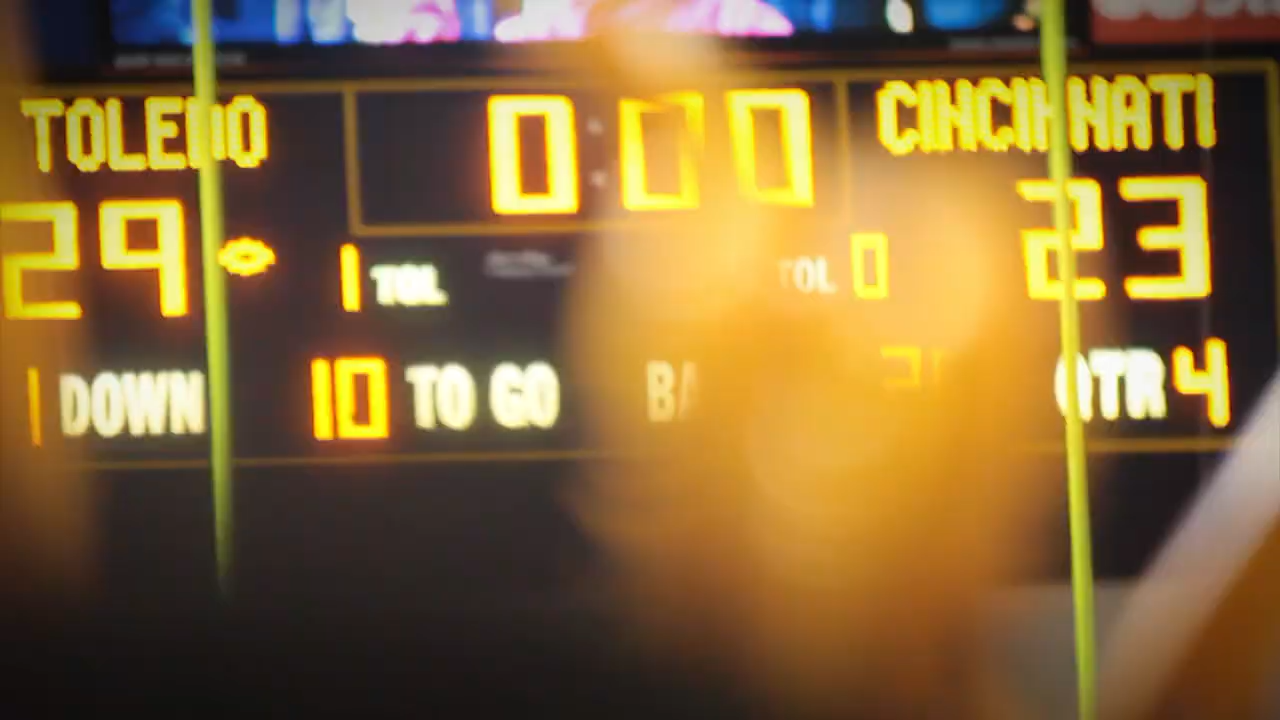 TOLEDO 0:00 CINCINNATI
29 23
1 TOL TOL 0
1 DOWN 10 TO GO QTR 4